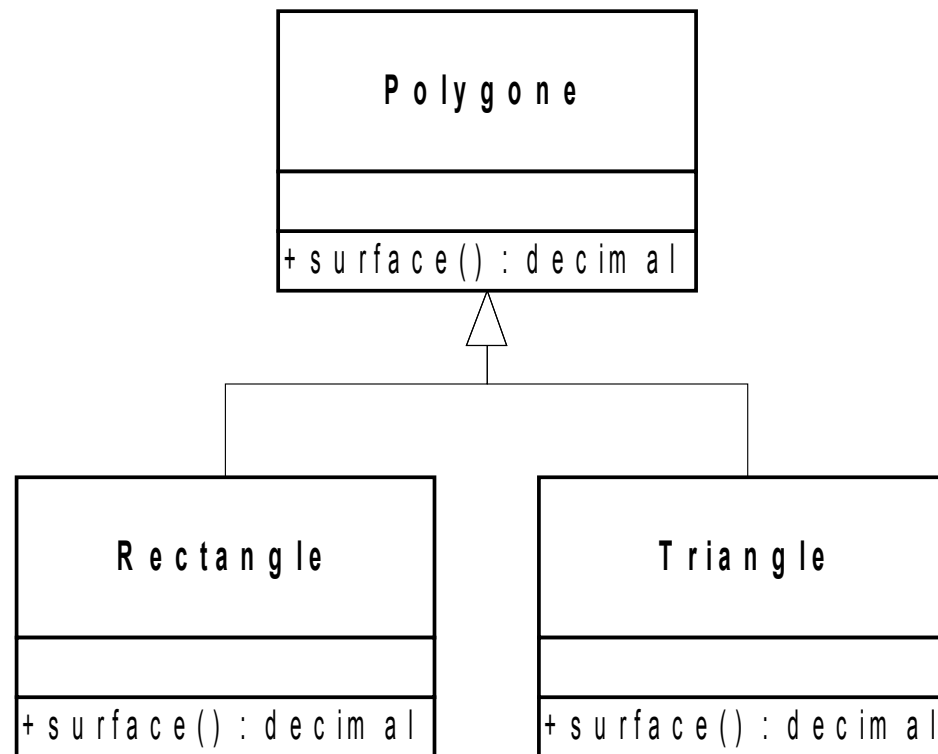 Polygone
+surface() : decimal
Rectangle
Triangle
+surface() : decimal
+surface() : decimal